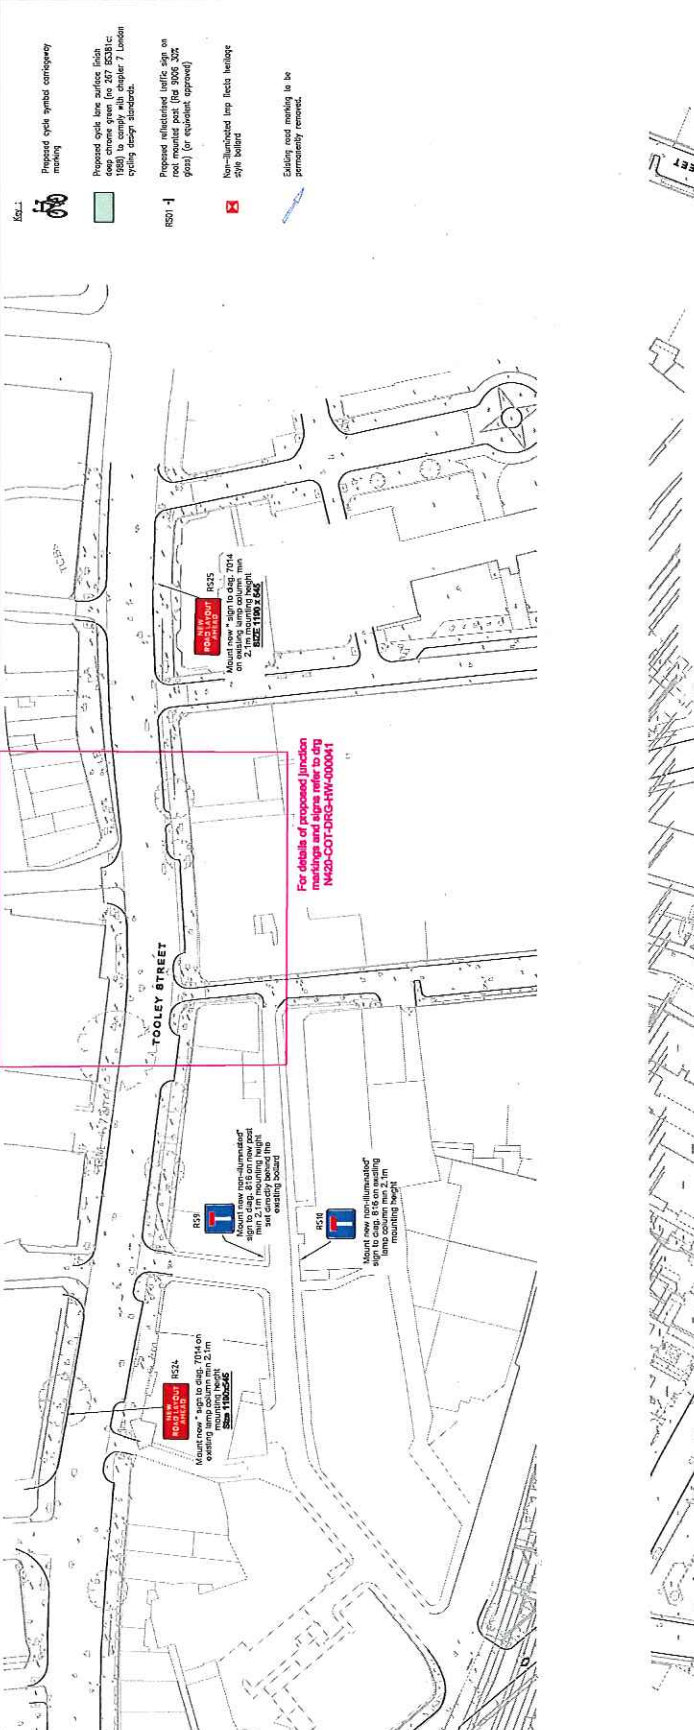 Key :
Proposed cycle symbol carriageway
marking
Proposed cycle lane surface finish
deep chrome green (no 267 BS381c:
1988) to comply with chapter 7 London
cycling design standards.
RS01
Proposed reflectorised traffic sign on
root mounted post (Ral 9006 30%
gloss) (or equivalent approved)
Non-illuminated imp flecta heritage
style bollard
Existing road marking to be
permanently removed.
NEW
ROAD LAYOUT
AHEAD
RS25
Mount new * sign to diag. 7014
on existing lamp column min
2.1m mounting height
SIZE 1190 x 545
For details of proposed junction
markings and signs refer to drg
N420-COT-DRG-HW-000041
TOOLEY STREET
RS9
Mount new non-illuminated*
sign to diag. 816 on new post
min 2.1m mounting height
set directly behind the
existing bollard
RS10
Mount new non-illuminated*
sign to diag. 816 on existing
lamp column min 2.1m
mounting height
NEW
ROAD LAYOUT
AHEAD
RS24
Mount new * sign to diag. 7014 on
existing lamp column min 2.1m
mounting height
Size 1190x545